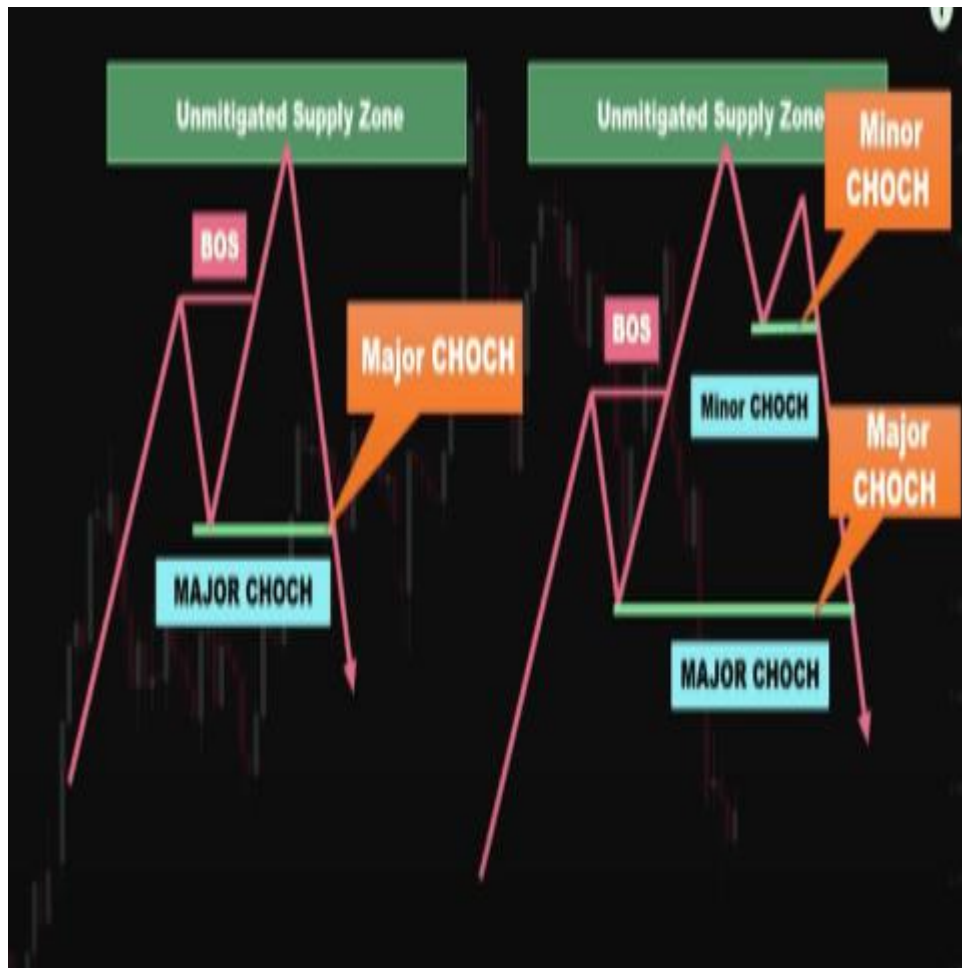 Unmitigated Supply Zone
BOS
Major CHOCH
MAJOR CHOCH
Unmitigated Supply Zone
Minor
CHOCH
BOS
Minor CHOCH
Major
CHOCH
MAJOR CHOCH